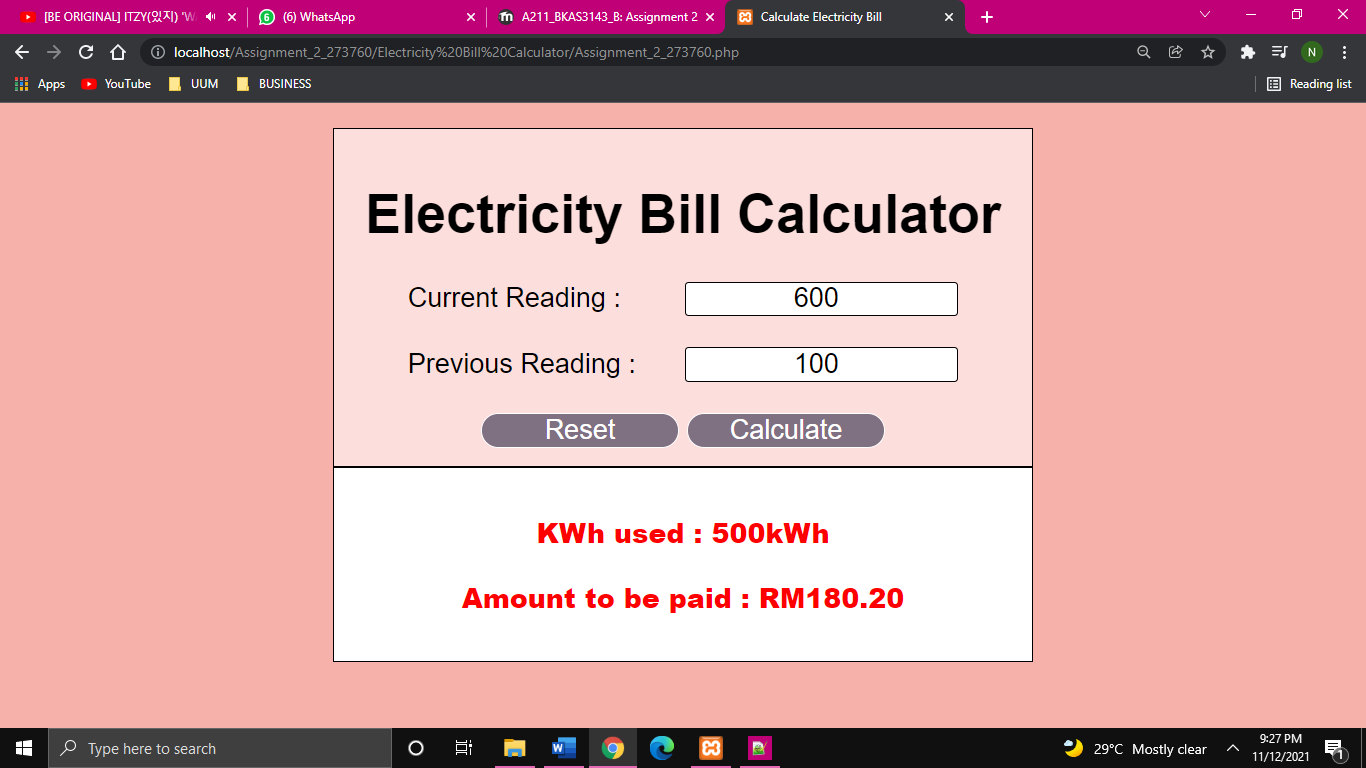 [BE ORIGINAL] ITZY(있지) 'W
(6) WhatsApp
A211_BKAS3143_B: Assignment 2
Calculate Electricity Bill
localhost/Assignment_2_273760/Electricity%20Bill%20Calculator/Assignment_2_273760.php
N
Apps
YouTube
UUM
BUSINESS
Reading list
Electricity Bill Calculator
Current Reading : 600
Previous Reading : 100
Reset Calculate
KWh used : 500kWh
Amount to be paid : RM180.20
Type here to search
29°C Mostly clear
9:27 PM
11/12/2021
1